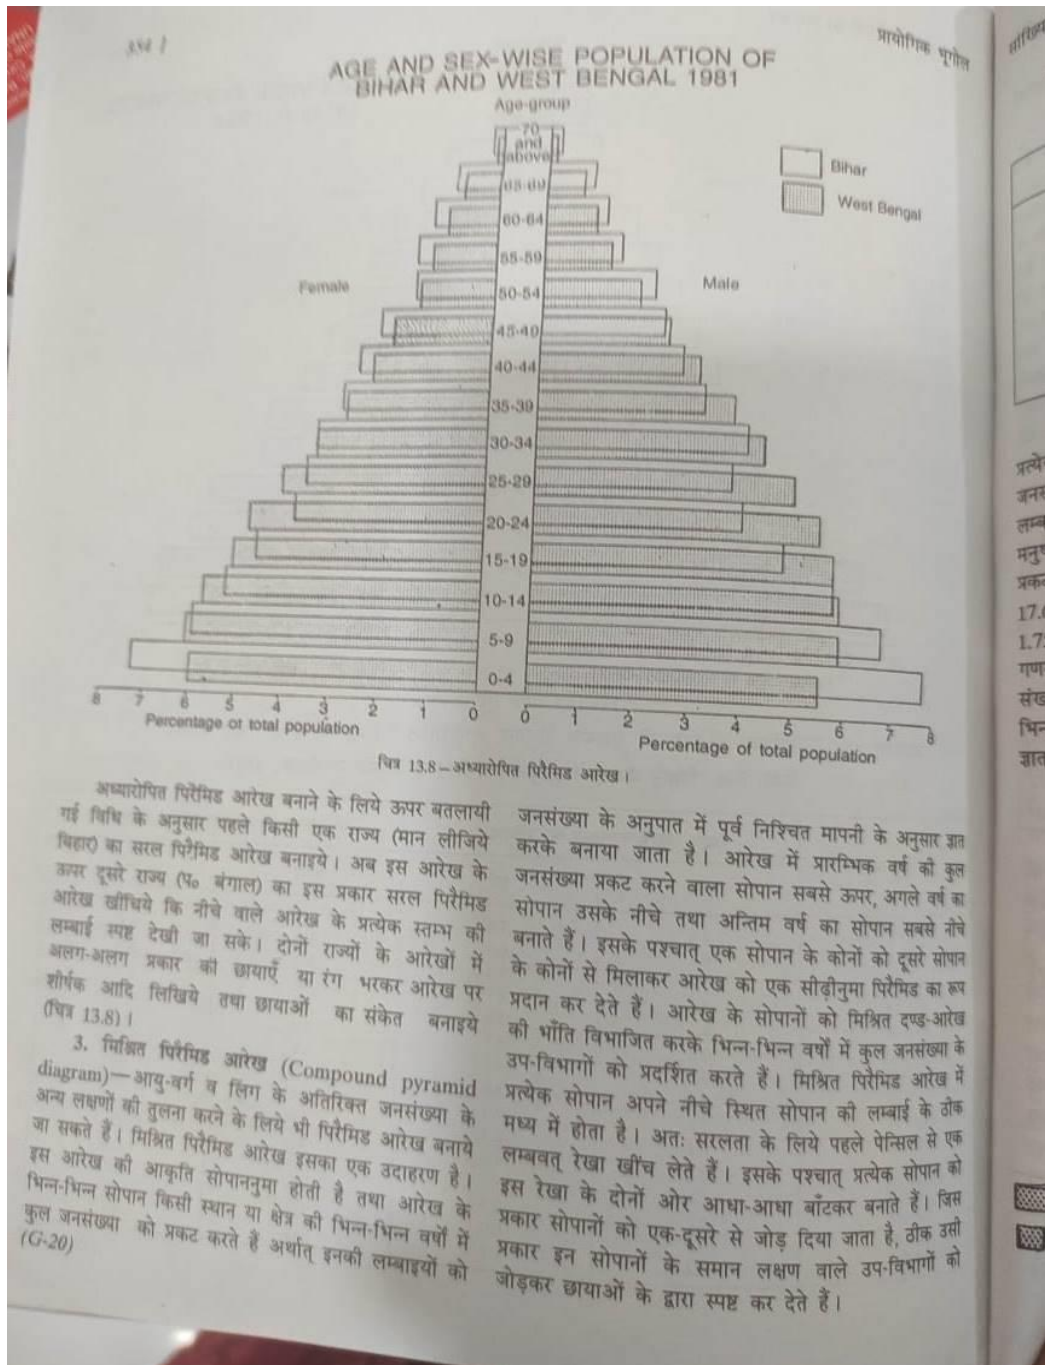 354 ]
प्रायोगिक भूगोल
AGE AND SEX-WISE POPULATION OF
BIHAR AND WEST BENGAL 1981
Age-group
70
and
above
Bihar
65-69
West Bengal
60-64
55-59
Female
Male
50-54
45-49
40-44
35-39
30-34
25-29
20-24
15-19
10-14
5-9
0-4
8 7 6 5 4 3 2 1 0 0 1 2 3 4 5 6 7 8
Percentage of total population
Percentage of total population
चित्र 13.8–अध्यारोपित पिरैमिड आरेख।
अध्यारोपित पिरैमिड आरेख बनाने के लिये ऊपर बतलायी
गई विधि के अनुसार पहले किसी एक राज्य (मान लीजिये
बिहार) का सरल पिरैमिड आरेख बनाइये। अब इस आरेख के
ऊपर दूसरे राज्य (प० बंगाल) का इस प्रकार सरल पिरैमिड
आरेख खींचिये कि नीचे वाले आरेख के प्रत्येक स्तम्भ की
लम्बाई स्पष्ट देखी जा सके। दोनों राज्यों के आरेखों में
अलग-अलग प्रकार की छायाएँ या रंग भरकर आरेख पर
शीर्षक आदि लिखिये तथा छायाओं का संकेत बनाइये
(चित्र 13.8)।
3. मिश्रित पिरैमिड आरेख (Compound pyramid
diagram)—आयु-वर्ग व लिंग के अतिरिक्त जनसंख्या के
अन्य लक्षणों की तुलना करने के लिये भी पिरैमिड आरेख बनाये
जा सकते हैं। मिश्रित पिरैमिड आरेख इसका एक उदाहरण है।
इस आरेख की आकृति सोपाननुमा होती है तथा आरेख के
भिन्न-भिन्न सोपान किसी स्थान या क्षेत्र की भिन्न-भिन्न वर्षों में
कुल जनसंख्या को प्रकट करते हैं अर्थात् इनकी लम्बाइयों को
(G-20)
जनसंख्या के अनुपात में पूर्व निश्चित मापनी के अनुसार ज्ञात
करके बनाया जाता है। आरेख में प्रारम्भिक वर्ष की कुल
जनसंख्या प्रकट करने वाला सोपान सबसे ऊपर, अगले वर्ष का
सोपान उसके नीचे तथा अन्तिम वर्ष का सोपान सबसे नीचे
बनाते हैं। इसके पश्चात् एक सोपान के कोनों को दूसरे सोपान
के कोनों से मिलाकर आरेख को एक सीढ़ीनुमा पिरैमिड का रूप
प्रदान कर देते हैं। आरेख के सोपानों को मिश्रित दण्ड-आरेख
की भाँति विभाजित करके भिन्न-भिन्न वर्षों में कुल जनसंख्या के
उप-विभागों को प्रदर्शित करते हैं। मिश्रित पिरैमिड आरेख में
प्रत्येक सोपान अपने नीचे स्थित सोपान की लम्बाई के ठीक
मध्य में होता है। अतः सरलता के लिये पहले पेन्सिल से एक
लम्बवत् रेखा खींच लेते हैं। इसके पश्चात् प्रत्येक सोपान को
इस रेखा के दोनों ओर आधा-आधा बाँटकर बनाते हैं। जिस
प्रकार सोपानों को एक-दूसरे से जोड़ दिया जाता है, ठीक उसी
प्रकार इन सोपानों के समान लक्षण वाले उप-विभागों को
जोड़कर छायाओं के द्वारा स्पष्ट कर देते हैं।